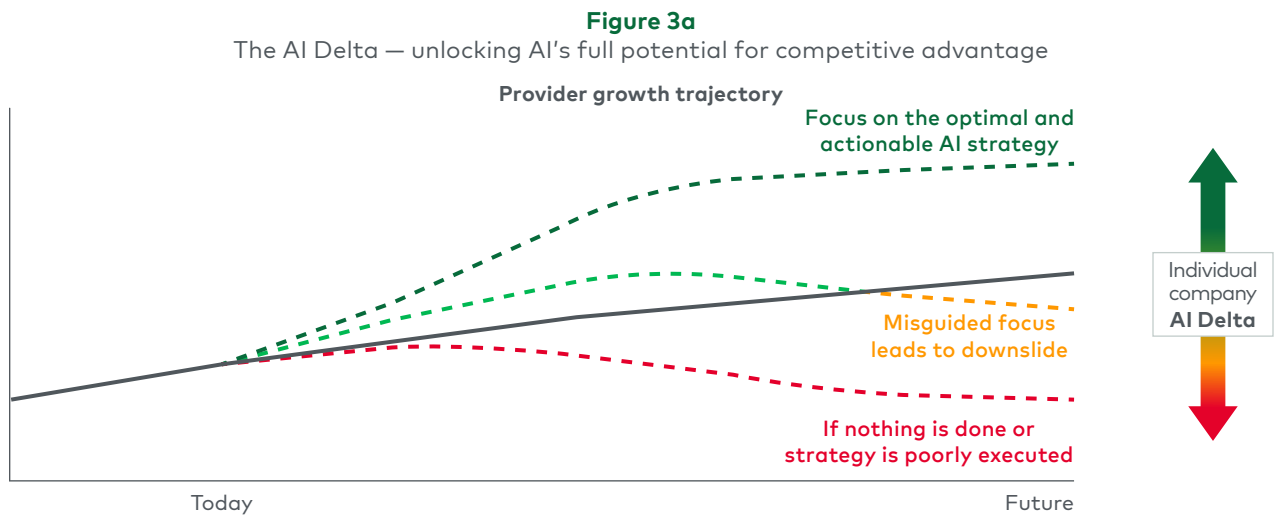 Figure 3a
The AI Delta — unlocking AI’s full potential for competitive advantage
Provider growth trajectory
Focus on the optimal and
actionable AI strategy
Individual
company
AI Delta
Misguided focus
leads to downslide
If nothing is done or
strategy is poorly executed
Today
Future